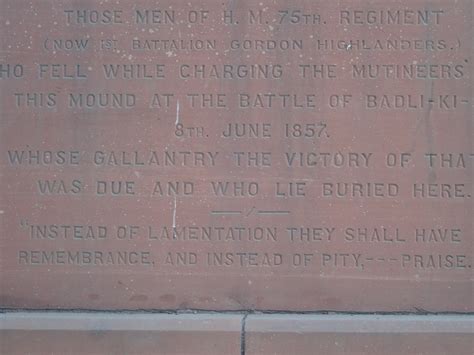 THOSE MEN OF H. M. 75TH. REGIMENT
(NOW 1ST BATTALION GORDON HIGHLANDERS.)
HO FELL WHILE CHARGING THE MUTINEERS
THIS MOUND AT THE BATTLE OF BADLI-KI-
8TH. JUNE 1857.
WHOSE GALLANTRY THE VICTORY OF THA
WAS DUE AND WHO LIE BURIED HERE
"INSTEAD OF LAMENTATION THEY SHALL HAVE
REMEMBRANCE, AND INSTEAD OF PITY,---PRAISE.